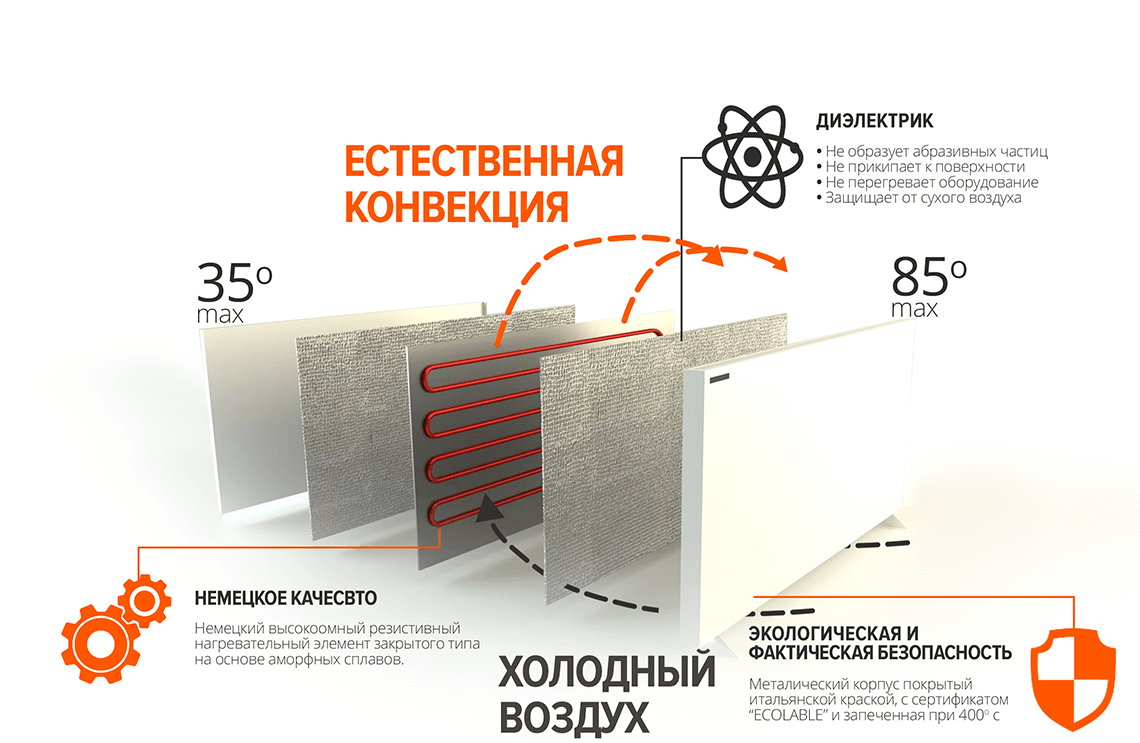 ДИЭЛЕКТРИК
• Не образует абразивных частиц
• Не прикипает к поверхности
• Не перегревает оборудование
• Защищает от сухого воздуха
ЕСТЕСТВЕННАЯ
КОНВЕКЦИЯ
35º
max
85º
max
НЕМЕЦКОЕ КАЧЕСВТО
Немецкий высокоомный резистивный
нагревательный элемент закрытого типа
на основе аморфных сплавов.
ХОЛОДНЫЙ
ВОЗДУХ
ЭКОЛОГИЧЕСКАЯ И
ФАКТИЧЕСКАЯ БЕЗОПАСНОСТЬ
Металический корпус покрытый
итальянской краской, с сертификатом
“ECOLABLE” и запеченная при 400º с